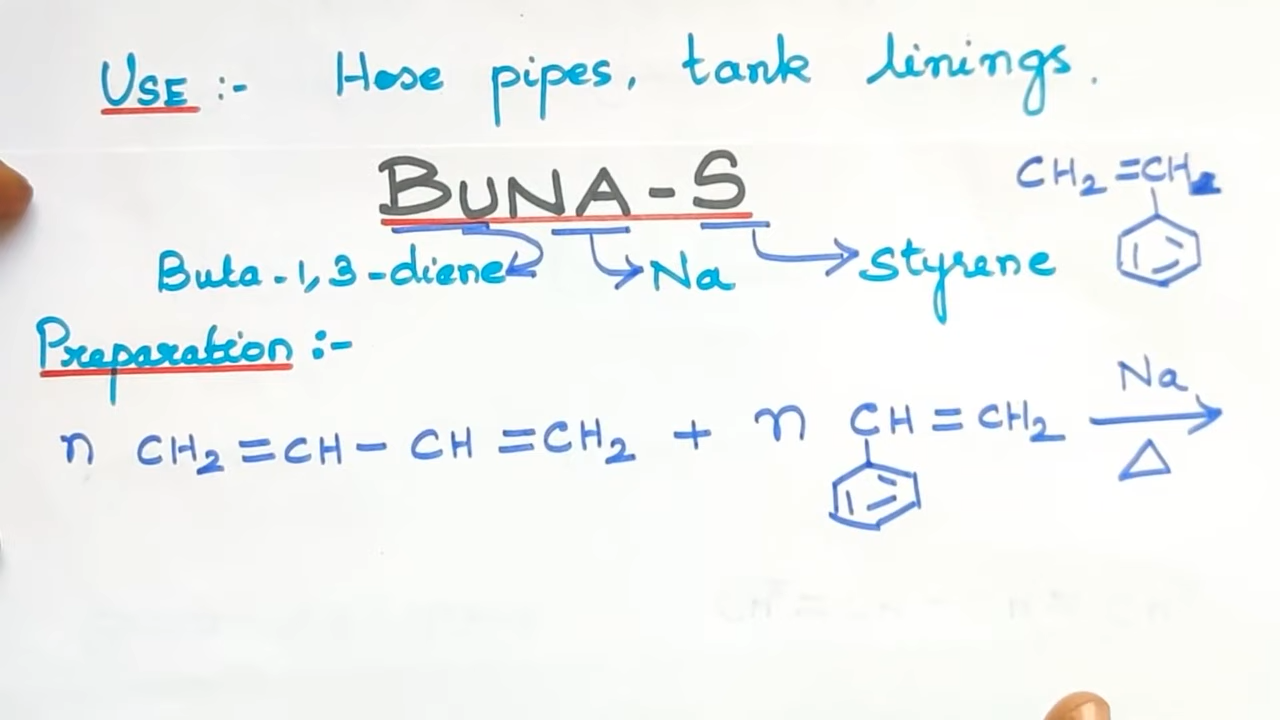 USE :- Hose pipes, tank linings.
BUNA-S
CH₂=CH
Buta-1,3-diene Na Styrene
Preparation :-
Na
n CH₂=CH-CH=CH₂ + n CH=CH₂
Δ